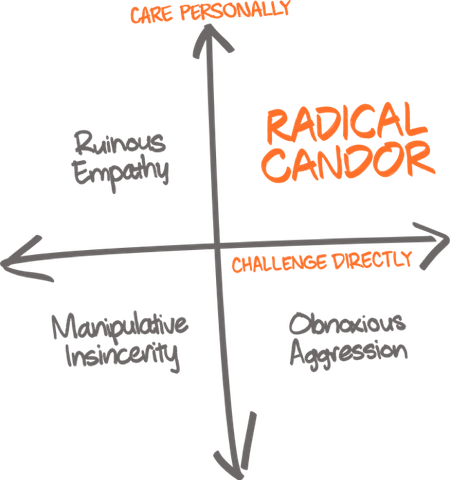 CARE PERSONALLY
Ruinous
Empathy
RADICAL
CANDOR
CHALLENGE DIRECTLY
Manipulative
Insincerity
Obnoxious
Aggression